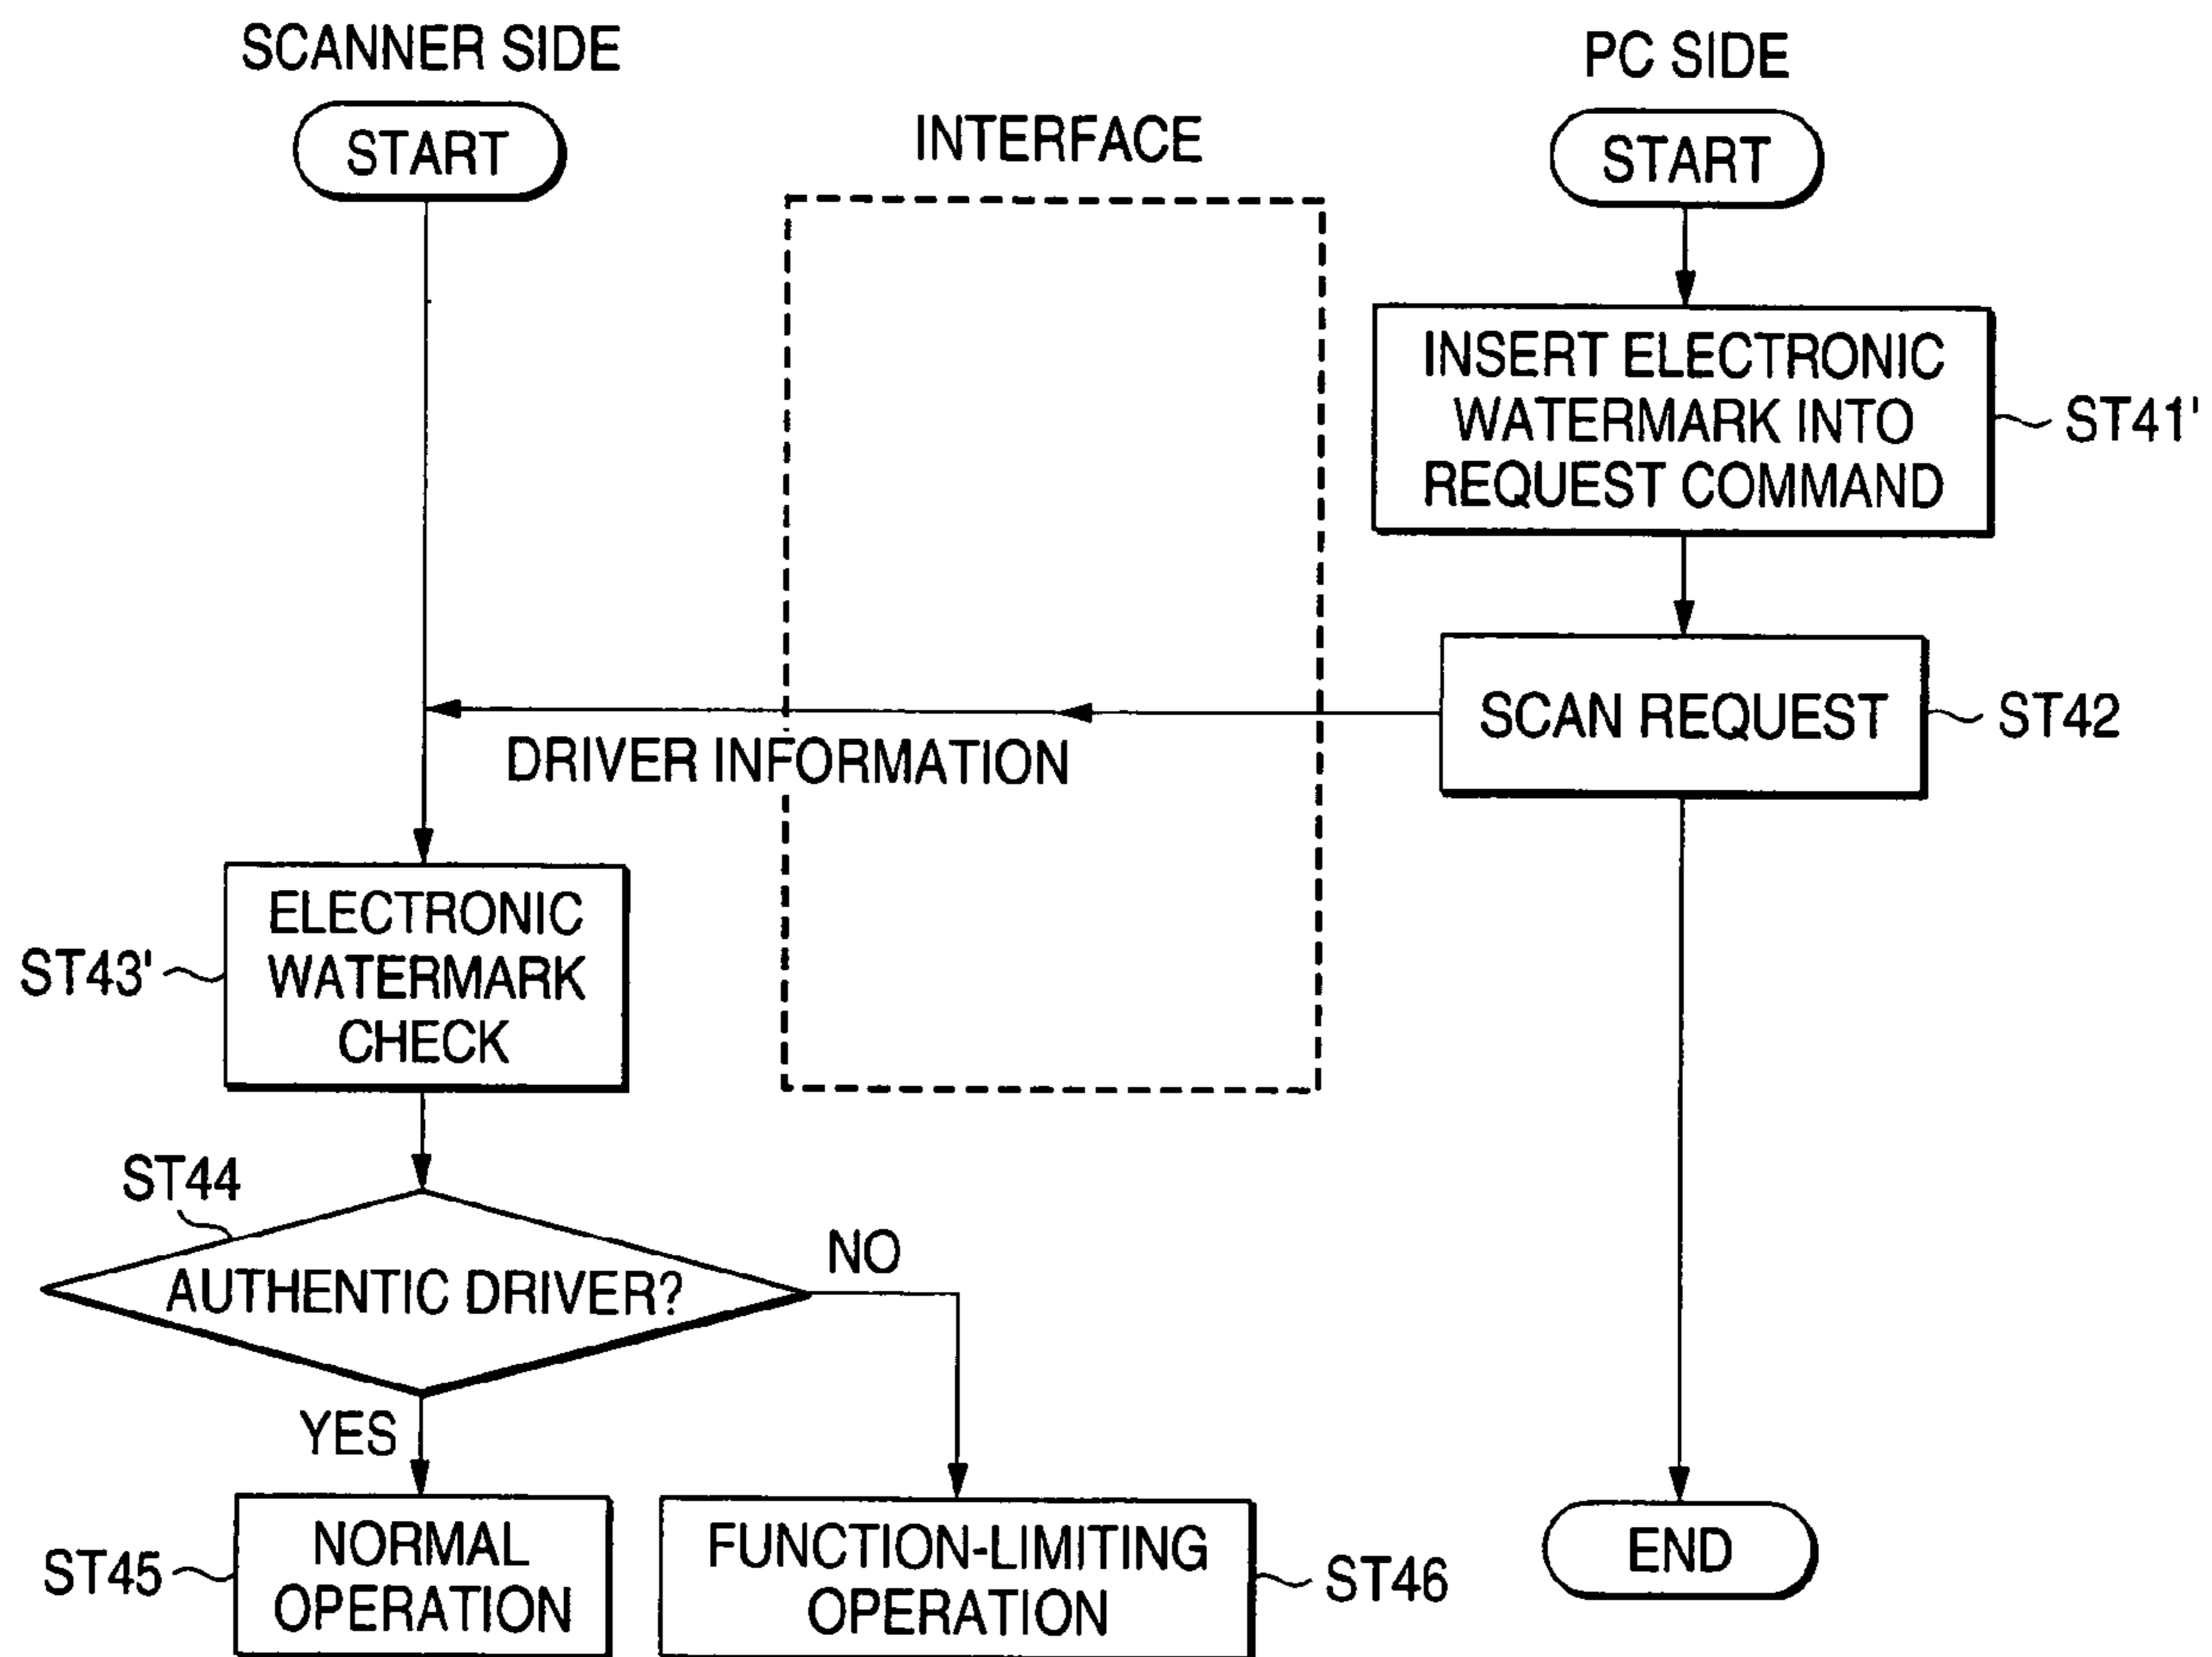 SCANNER SIDE
PC SIDE
START
INTERFACE
START
INSERT ELECTRONIC
WATERMARK INTO
REQUEST COMMAND
ST41'
SCAN REQUEST
ST42
DRIVER INFORMATION
ELECTRONIC
WATERMARK
CHECK
ST43'
ST44
NO
AUTHENTIC DRIVER?
YES
NORMAL
OPERATION
ST45
FUNCTION-LIMITING
OPERATION
ST46
END